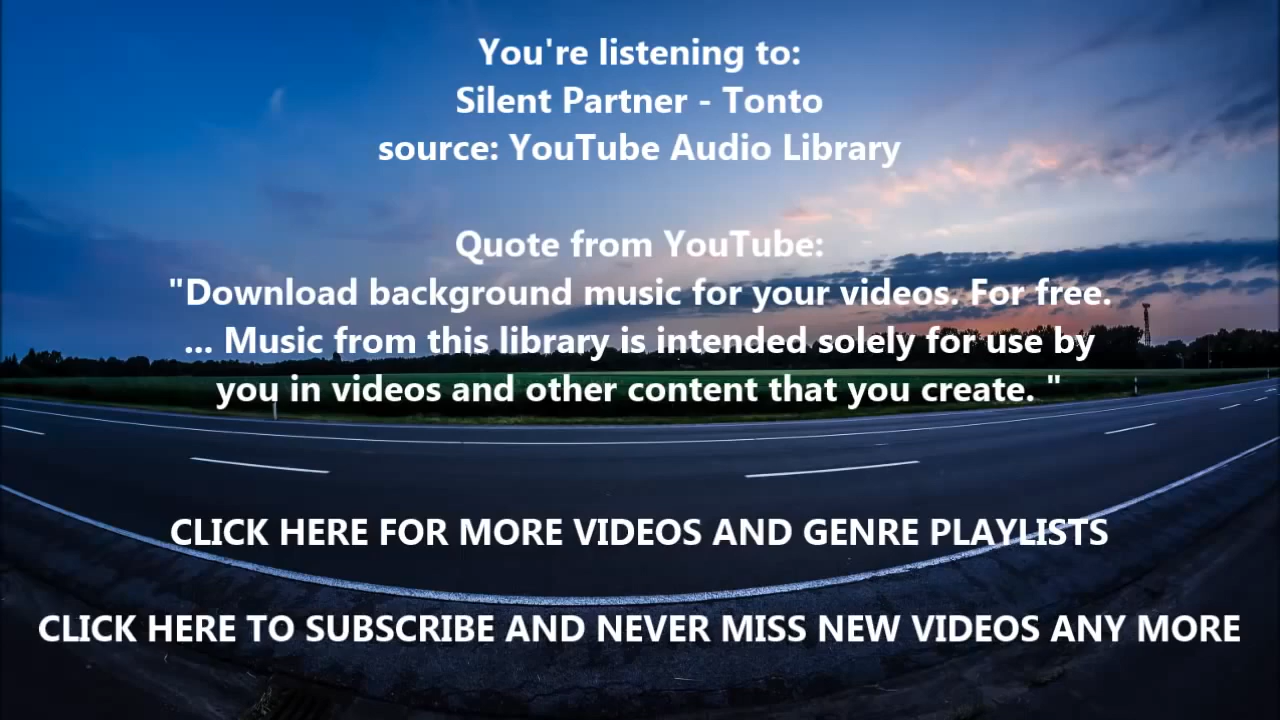 You're listening to:
Silent Partner - Tonto
source: YouTube Audio Library
Quote from YouTube:
"Download background music for your videos. For free.
... Music from this library is intended solely for use by
you in videos and other content that you create. "
CLICK HERE FOR MORE VIDEOS AND GENRE PLAYLISTS
CLICK HERE TO SUBSCRIBE AND NEVER MISS NEW VIDEOS ANY MORE